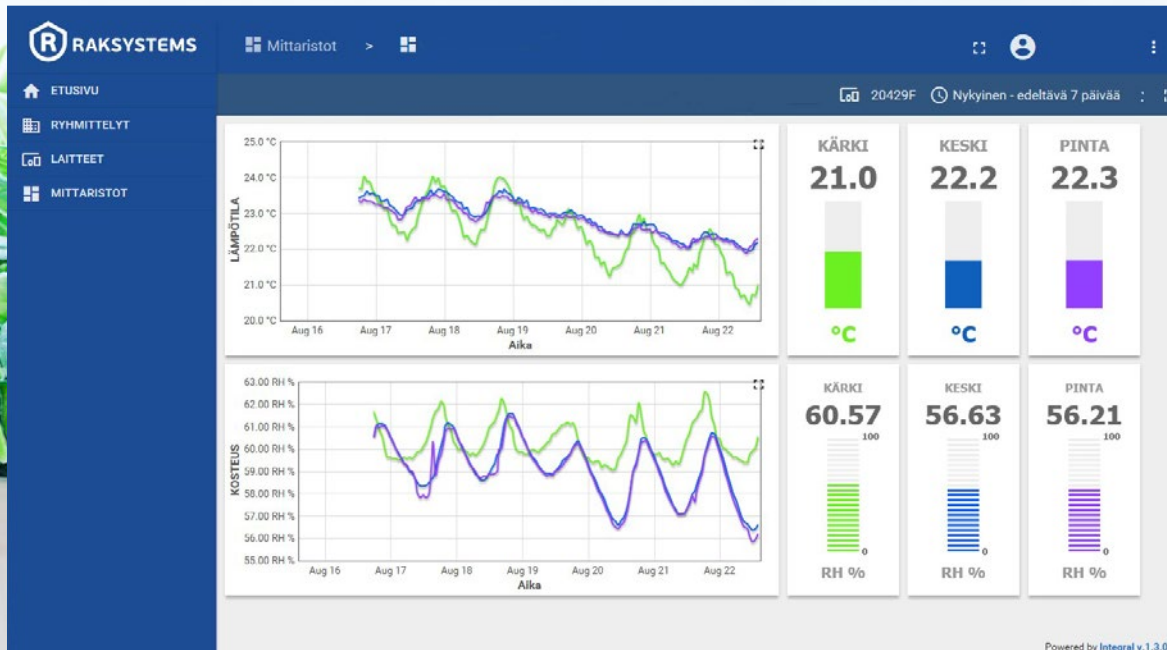 RAKSYSTEMS
Mittaristot >
ETUSIVU
RYHMITTELYT
LAITTEET
MITTARISTOT
20429F Nykyinen - edeltävä 7 päivää
25.0 °C
24.0 °C
23.0 °C
22.0 °C
21.0 °C
20.0 °C
LÄMPÖTILA
Aug 16 Aug 17 Aug 18 Aug 19 Aug 20 Aug 21 Aug 22
Aika
KÄRKI
21.0
°C
KESKI
22.2
°C
PINTA
22.3
°C
63.00 RH %
62.00 RH %
61.00 RH %
60.00 RH %
59.00 RH %
58.00 RH %
57.00 RH %
56.00 RH %
55.00 RH %
KOSTEUS
Aug 16 Aug 17 Aug 18 Aug 19 Aug 20 Aug 21 Aug 22
Aika
KÄRKI
60.57
100
0
RH %
KESKI
56.63
100
0
RH %
PINTA
56.21
100
0
RH %
Powered by Integral v.1.3.0